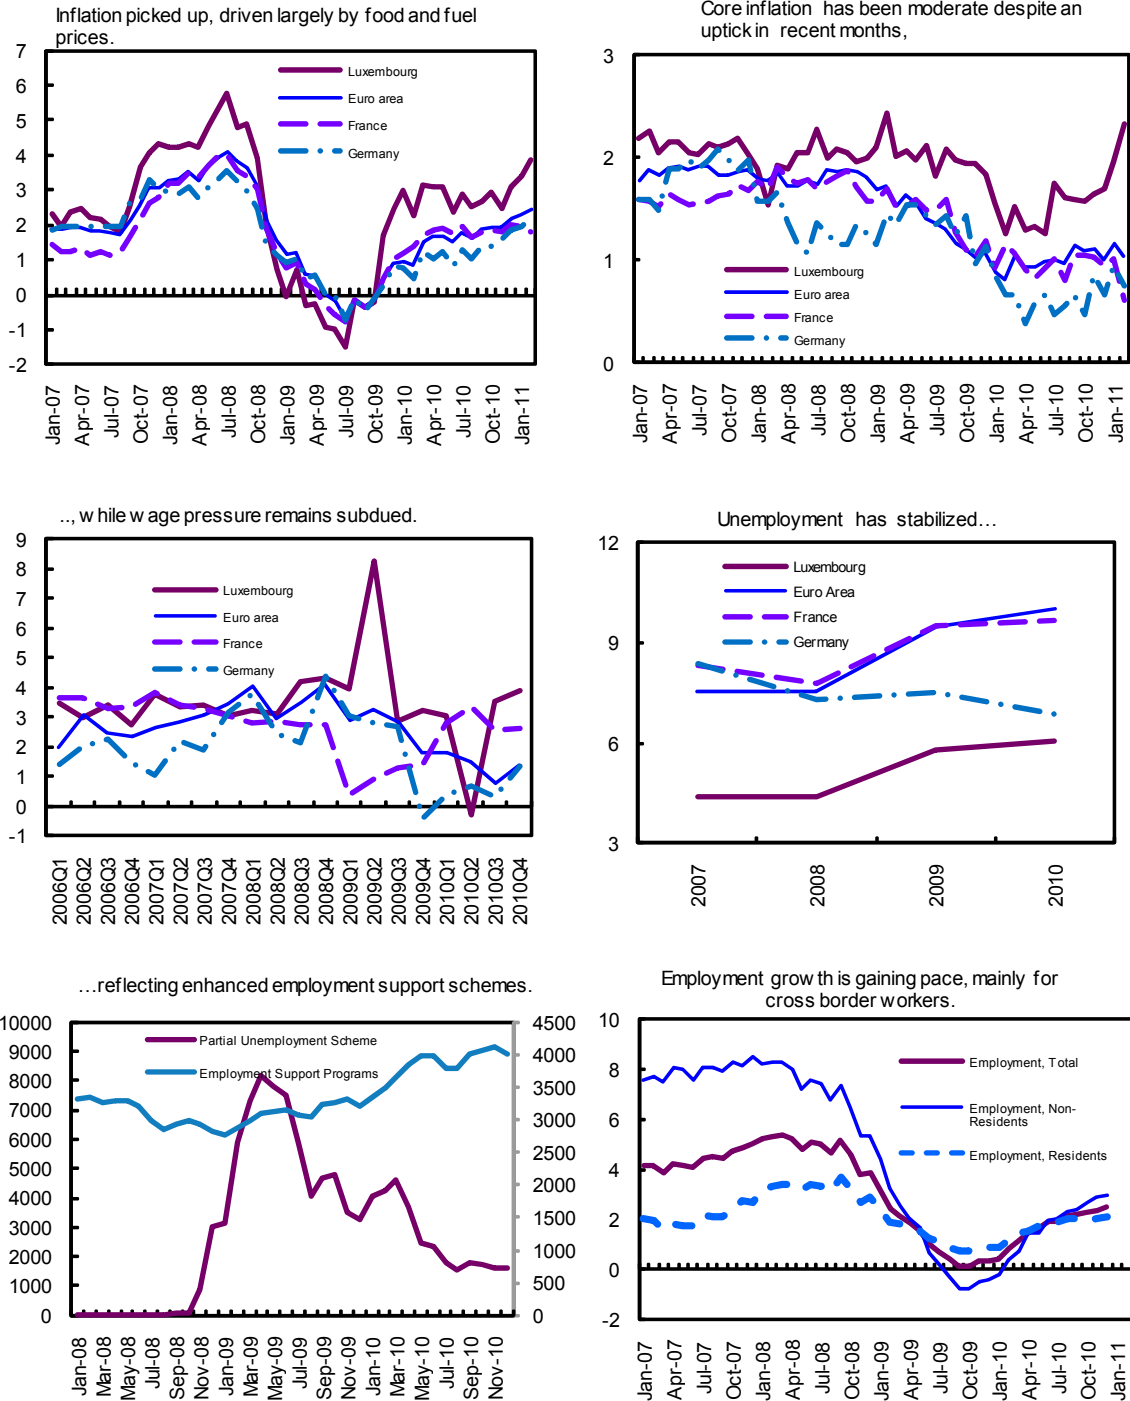 Inflation picked up, driven largely by food and fuel
prices.
7
6
5
4
3
2
1
0
-1
-2
Luxembourg
Euro area
France
Germany
Jan-07
Apr-07
Jul-07
Oct-07
Jan-08
Apr-08
Jul-08
Oct-08
Jan-09
Apr-09
Jul-09
Oct-09
Jan-10
Apr-10
Jul-10
Oct-10
Jan-11
Core inflation has been moderate despite an
uptick in recent months,
3
2
1
0
Luxembourg
Euro area
France
Germany
Jan-07
Apr-07
Jul-07
Oct-07
Jan-08
Apr-08
Jul-08
Oct-08
Jan-09
Apr-09
Jul-09
Oct-09
Jan-10
Apr-10
Jul-10
Oct-10
Jan-11
.., while wage pressure remains subdued.
9
8
7
6
5
4
3
2
1
0
-1
Luxembourg
Euro area
France
Germany
2006Q1
2006Q2
2006Q3
2006Q4
2007Q1
2007Q2
2007Q3
2007Q4
2008Q1
2008Q2
2008Q3
2008Q4
2009Q1
2009Q2
2009Q3
2009Q4
2010Q1
2010Q2
2010Q3
2010Q4
Unemployment has stabilized…
12
9
6
3
Luxembourg
Euro Area
France
Germany
2007
2008
2009
2010
…reflecting enhanced employment support schemes.
10000
9000
8000
7000
6000
5000
4000
3000
2000
1000
0
Partial Unemployment Scheme
Employment Support Programs
4500
4000
3500
3000
2500
2000
1500
1000
500
0
Jan-08
Mar-08
May-08
Jul-08
Sep-08
Nov-08
Jan-09
Mar-09
May-09
Jul-09
Sep-09
Nov-09
Jan-10
Mar-10
May-10
Jul-10
Sep-10
Nov-10
Employment growth is gaining pace, mainly for
cross border workers.
10
8
6
4
2
0
-2
Employment, Total
Employment, Non-
Residents
Employment, Residents
Jan-07
Apr-07
Jul-07
Oct-07
Jan-08
Apr-08
Jul-08
Oct-08
Jan-09
Apr-09
Jul-09
Oct-09
Jan-10
Apr-10
Jul-10
Oct-10
Jan-11